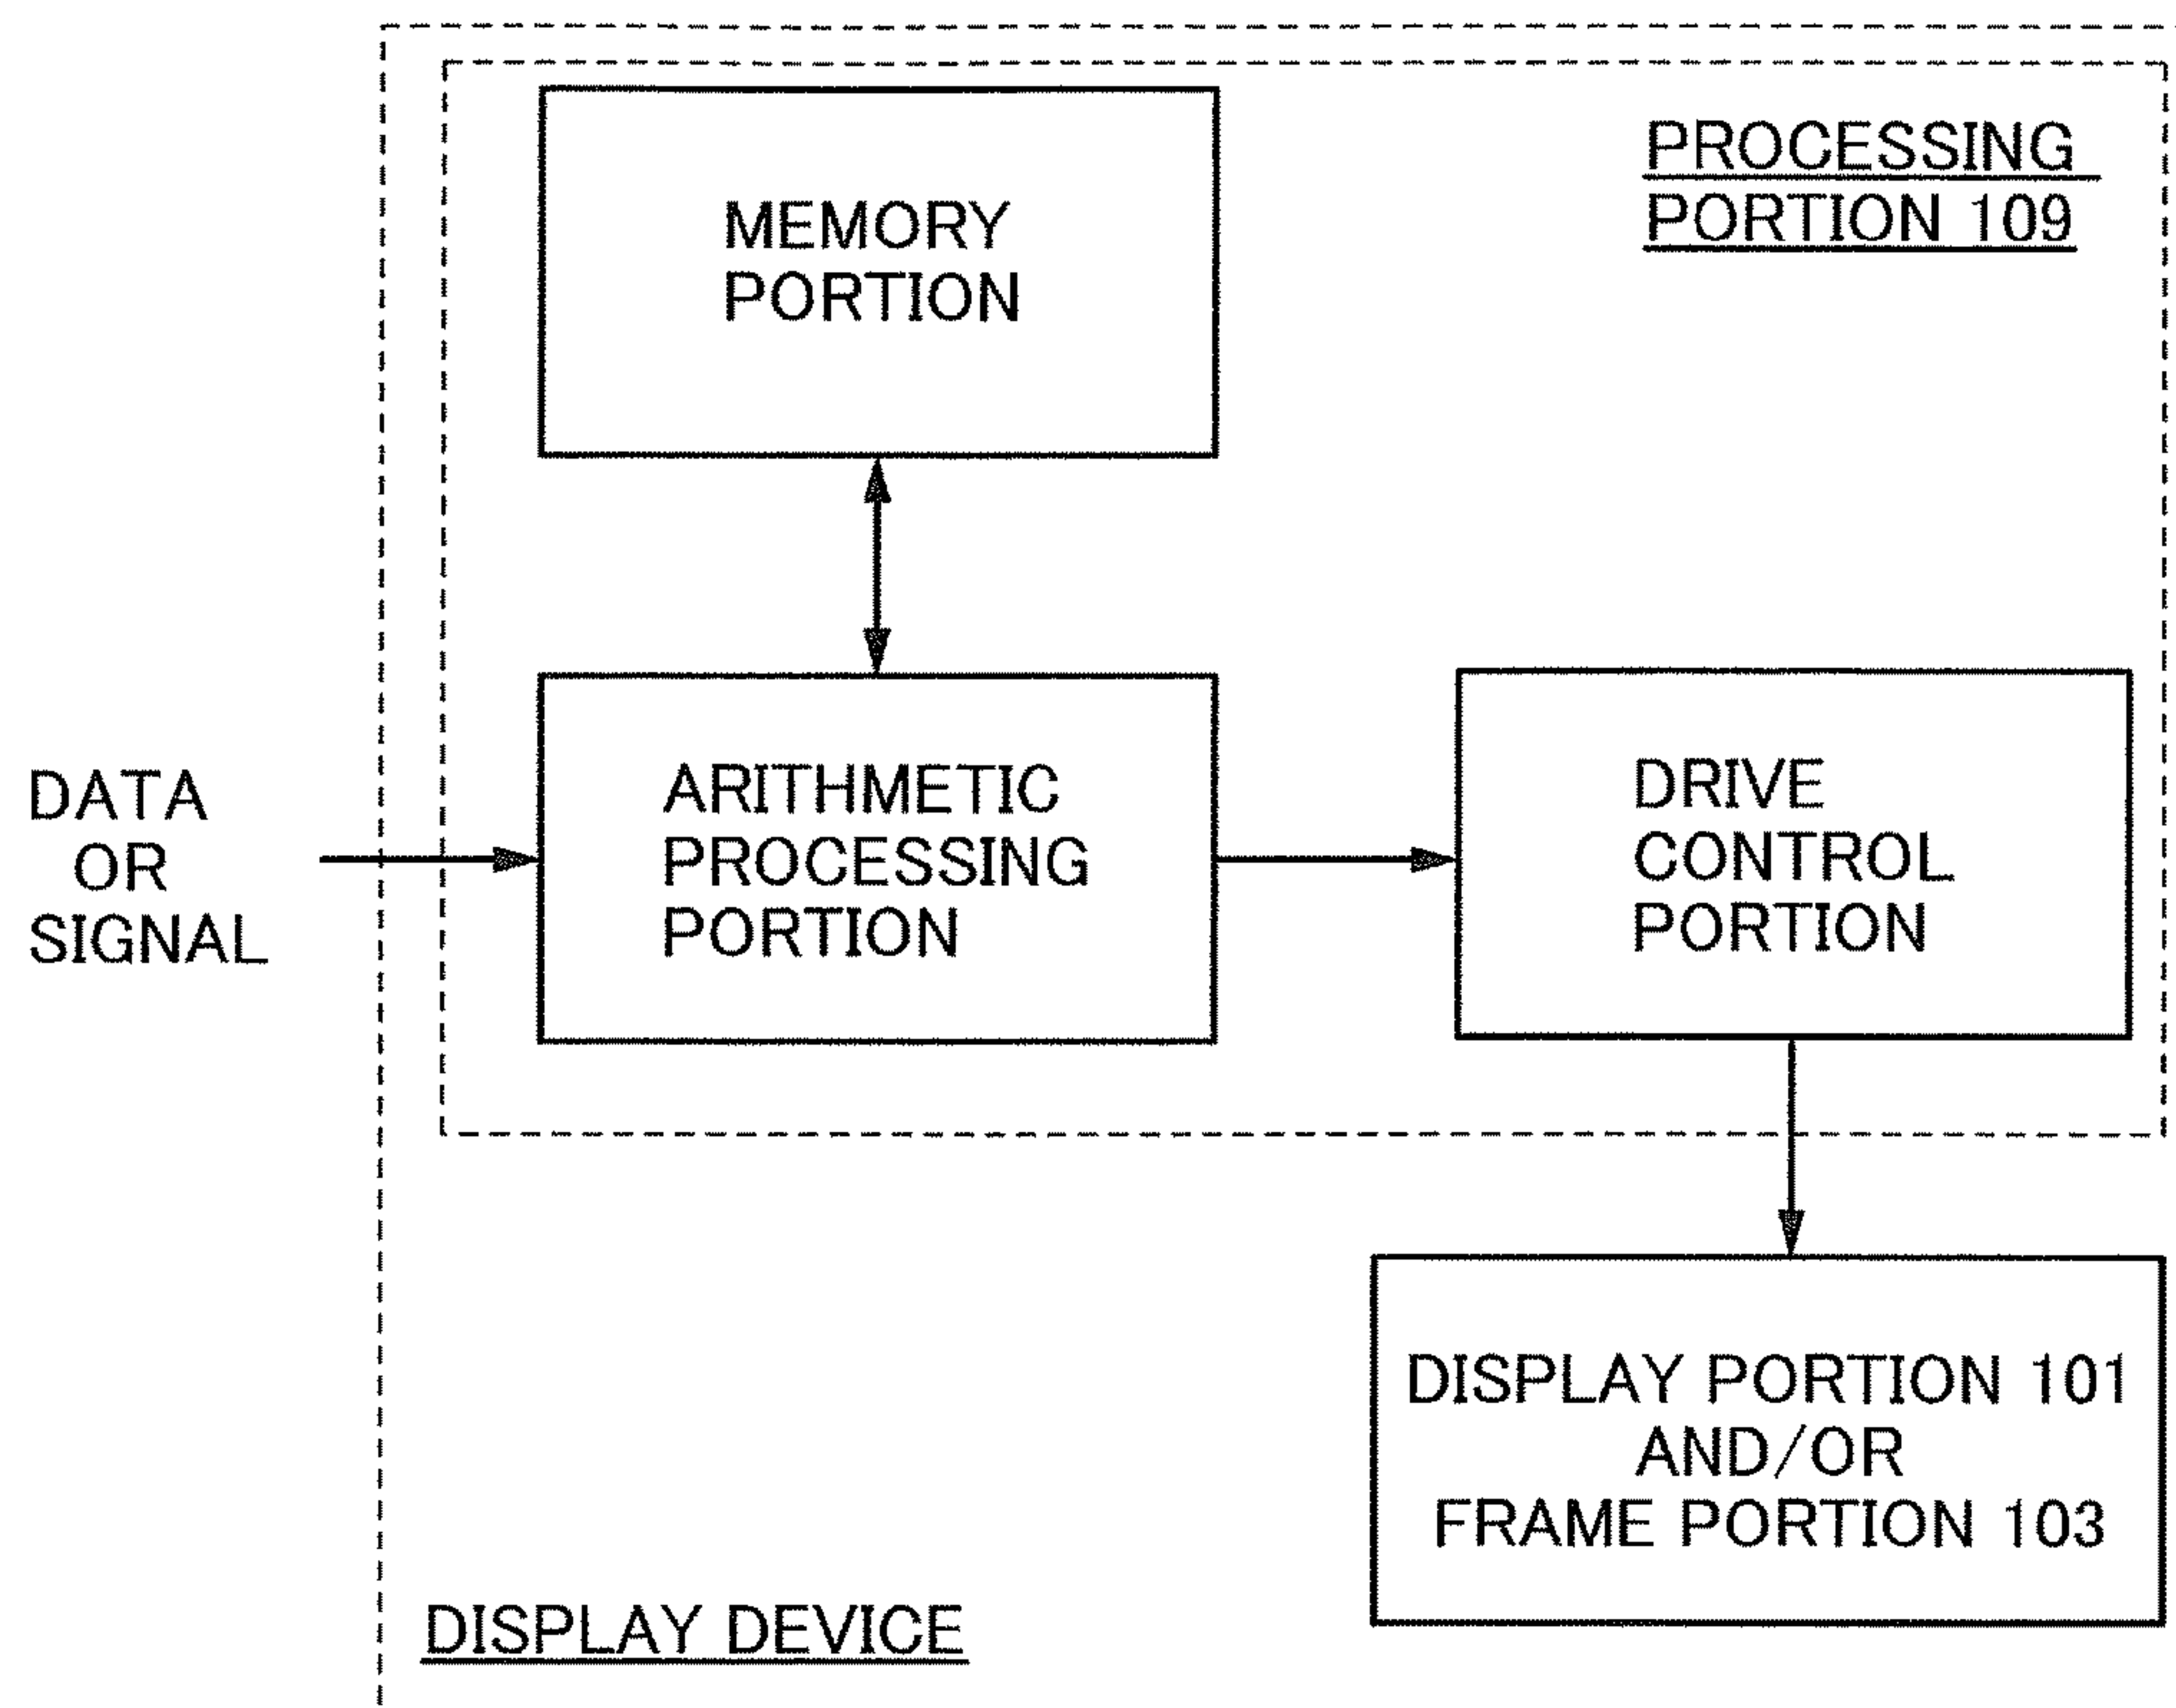 PROCESSING
PORTION 109
MEMORY
PORTION
DATA
OR
SIGNAL
ARITHMETIC
PROCESSING
PORTION
DRIVE
CONTROL
PORTION
DISPLAY PORTION 101
AND/OR
FRAME PORTION 103
DISPLAY DEVICE